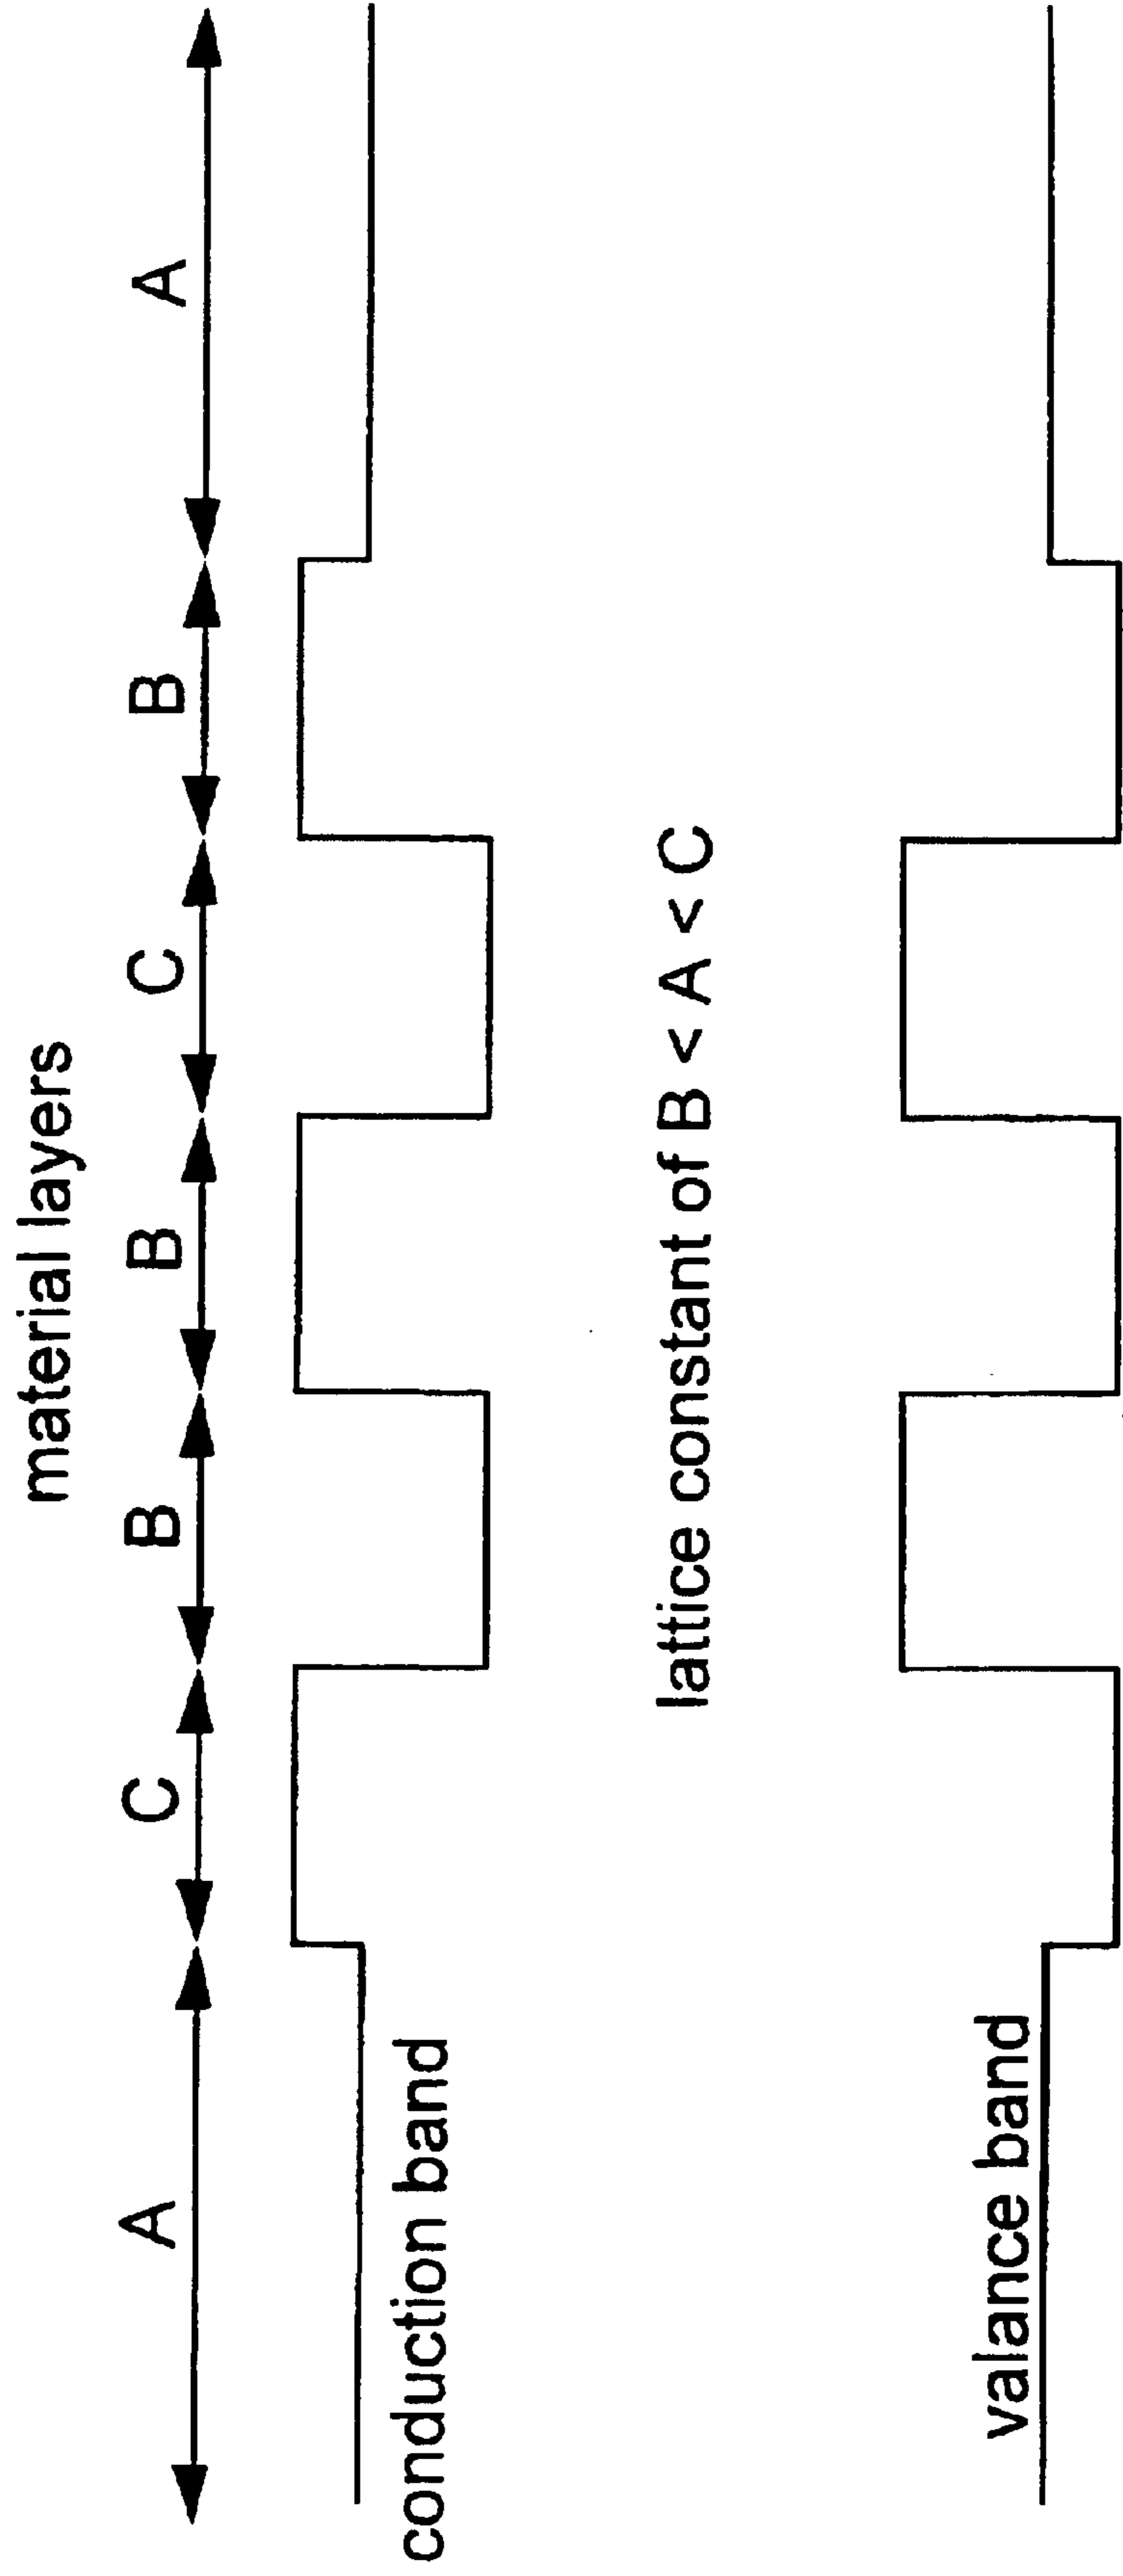 material layers
A C B B C B A
conduction band
lattice constant of B < A < C
valance band